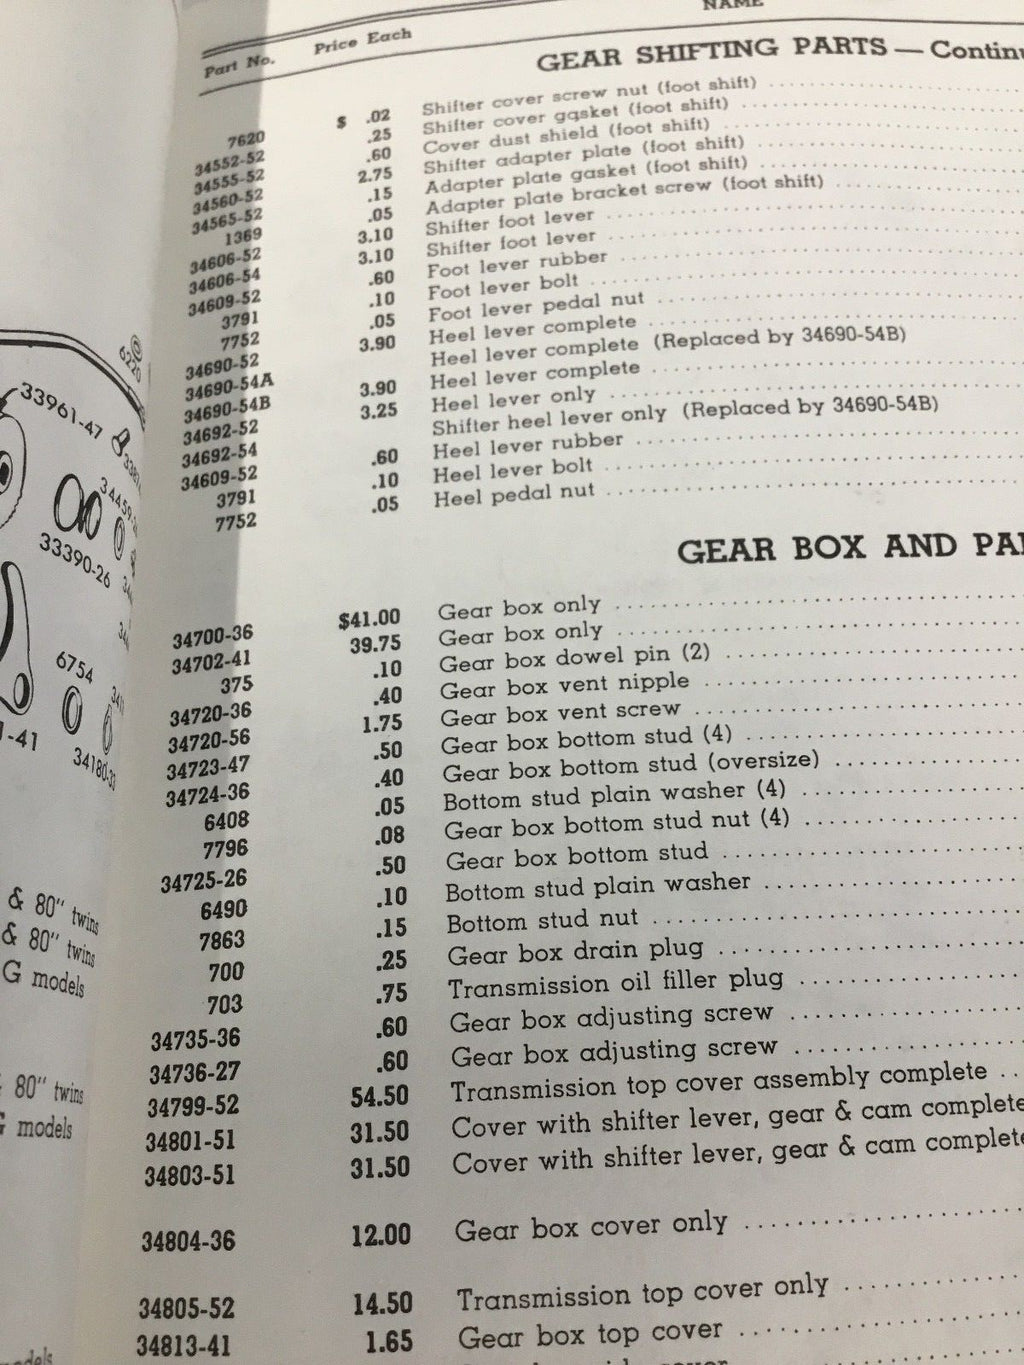 NAME
Part No. Price Each
GEAR SHIFTING PARTS — Continu
7620 $ .02 Shifter cover screw nut (foot shift)
34552-52 .25 Shifter cover gasket (foot shift)
34555-52 .60 Cover dust shield (foot shift)
34560-52 2.75 Shifter adapter plate (foot shift)
34565-52 .15 Adapter plate gasket (foot shift)
1369 .05 Adapter plate bracket screw (foot shift)
34606-52 3.10 Shifter foot lever
34606-54 3.10 Shifter foot lever
34609-52 .60 Foot lever rubber
3791 .10 Foot lever bolt
7752 .05 Foot lever pedal nut
34690-52 3.90 Heel lever complete
34690-54A Heel lever complete (Replaced by 34690-54B)
34690-54B 3.90 Heel lever complete
34692-52 3.25 Heel lever only
34692-54 Shifter heel lever only (Replaced by 34690-54B)
34609-52 .60 Heel lever rubber
3791 .10 Heel lever bolt
7752 .05 Heel pedal nut
GEAR BOX AND PA
34700-36 $41.00 Gear box only
34702-41 39.75 Gear box only
375 .10 Gear box dowel pin (2)
34720-36 .40 Gear box vent nipple
34720-56 1.75 Gear box vent screw
34723-47 .50 Gear box bottom stud (4)
34724-36 .40 Gear box bottom stud (oversize)
6408 .05 Bottom stud plain washer (4)
7796 .08 Gear box bottom stud nut (4)
34725-26 .50 Gear box bottom stud
6490 .10 Bottom stud plain washer
7863 .15 Bottom stud nut
700 .25 Gear box drain plug
703 .75 Transmission oil filler plug
34735-36 .60 Gear box adjusting screw
34736-27 .60 Gear box adjusting screw
34799-52 54.50 Transmission top cover assembly complete
34801-51 31.50 Cover with shifter lever, gear & cam complete
34803-51 31.50 Cover with shifter lever, gear & cam complete
34804-36 12.00 Gear box cover only
34805-52 14.50 Transmission top cover only
34813-41 1.65 Gear box top cover
6220
33961-47
33390-26
6754
1-41
& 80" twins
& 80" twins
G models
80" twins
models